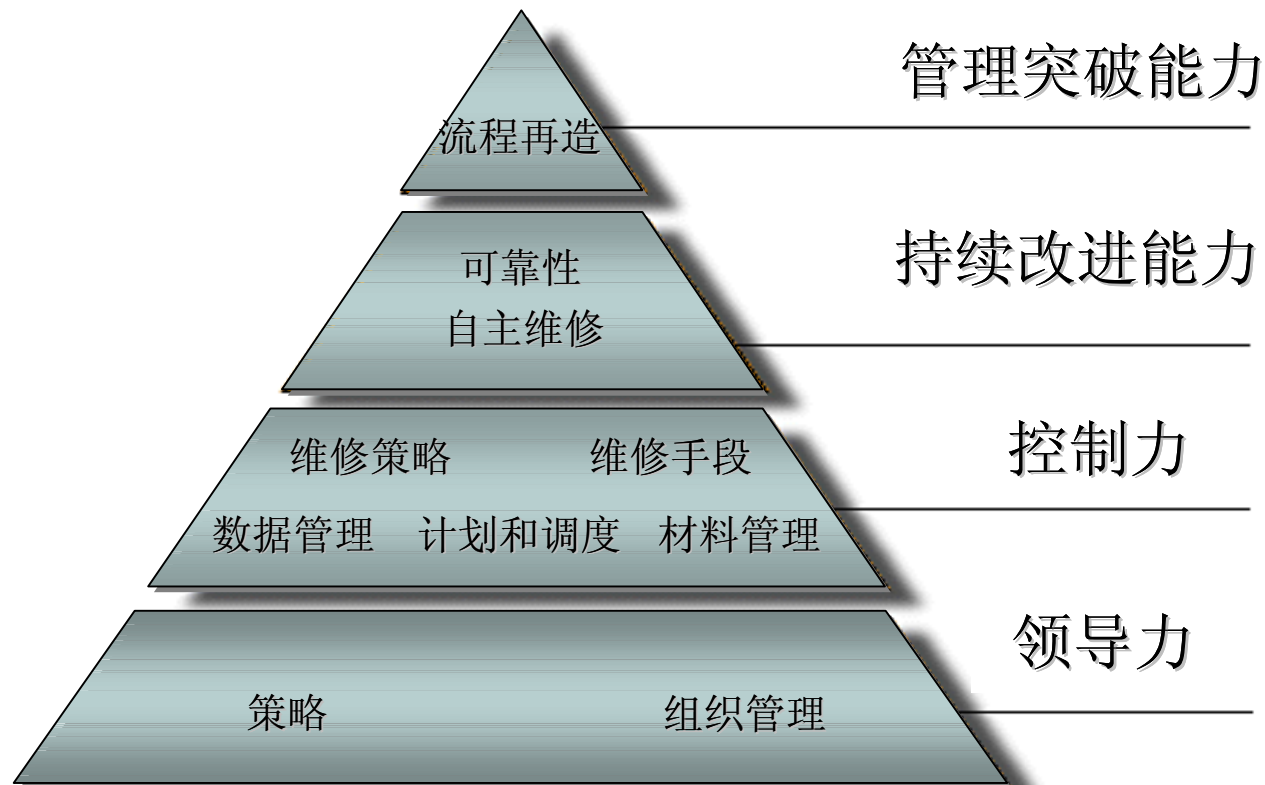 管理突破能力
流程再造
持续改进能力
可靠性
自主维修
控制力
维修策略 维修手段
数据管理 计划和调度 材料管理
领导力
策略 组织管理